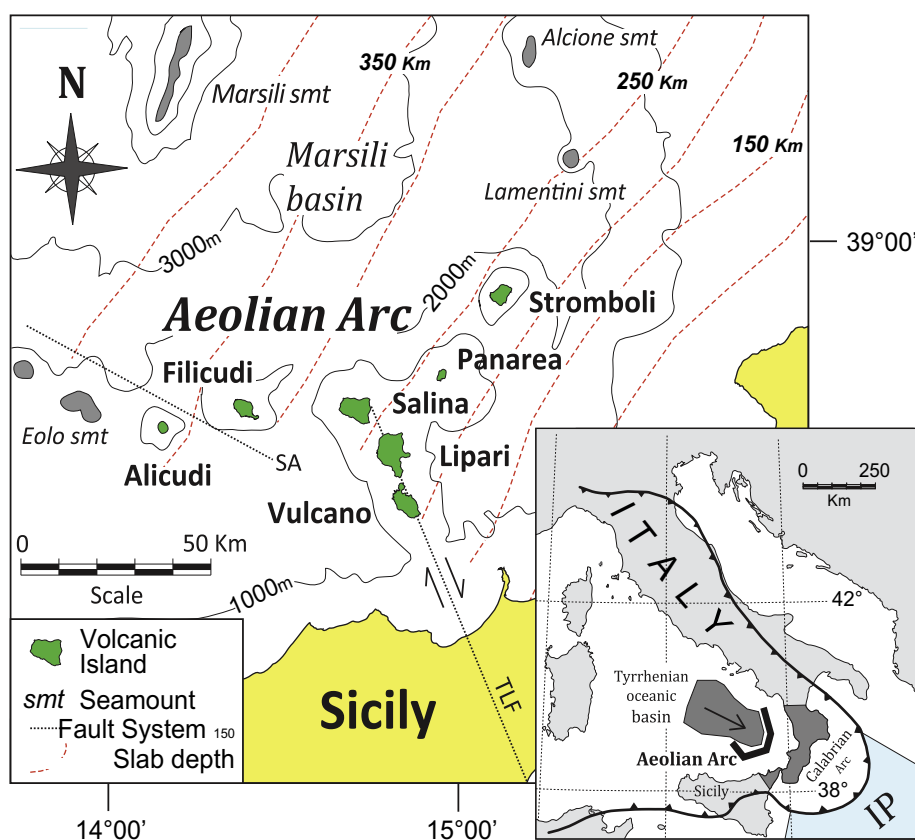 Alcione smt
350 Km
N
250 Km
Marsili smt
150 Km
Marsili
basin
Lamentini smt
39°00'
3000m
2000m
Aeolian Arc
Stromboli
Panarea
Filicudi
Salina
Eolo smt
Lipari
SA
Alicudi
Vulcano
0 50 Km
Scale
1000m
Volcanic
Island
smt Seamount
Fault System 150
Slab depth
Sicily
TLF
14°00'
15°00'
0 250
Km
ITALY
42°
Tyrrhenian
oceanic
basin
Aeolian Arc
Calabrian
Arc
Sicily
38°
IP